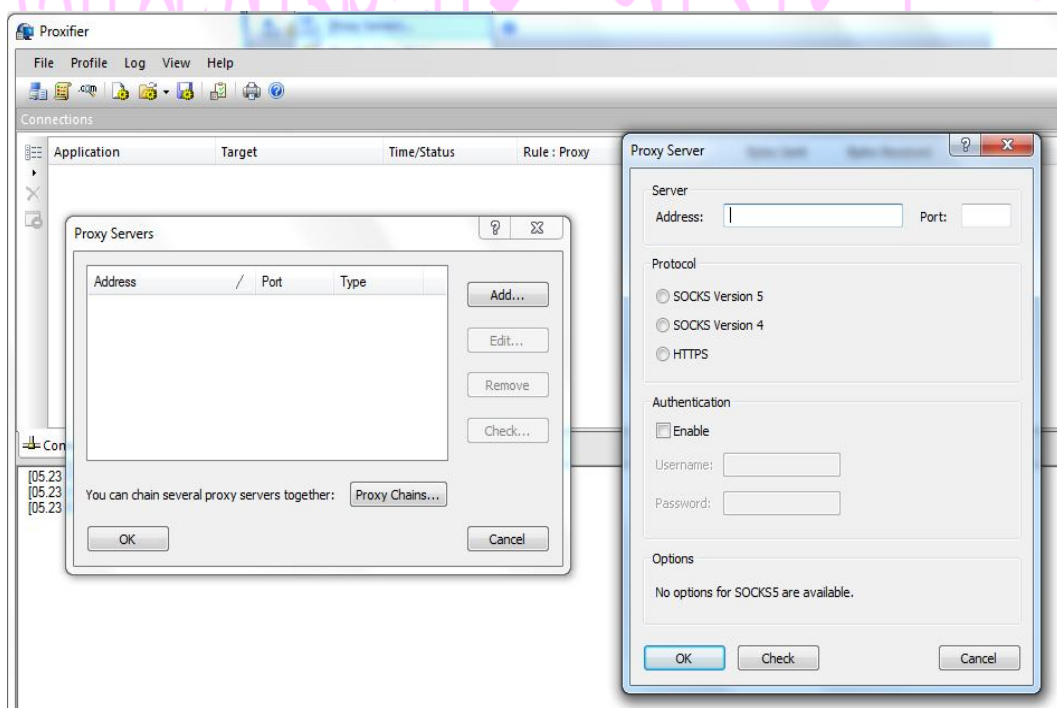 Proxifier
File Profile Log View Help
Connections
Application Target Time/Status Rule : Proxy
Proxy Servers
Address Port Type
Add...
Edit...
Remove
Check...
You can chain several proxy servers together: Proxy Chains...
OK Cancel
Con
[05.23
[05.23
[05.23
Proxy Server
Server
Address: Port:
Protocol
SOCKS Version 5
SOCKS Version 4
HTTPS
Authentication
Enable
Username:
Password:
Options
No options for SOCKS5 are available.
OK Check Cancel